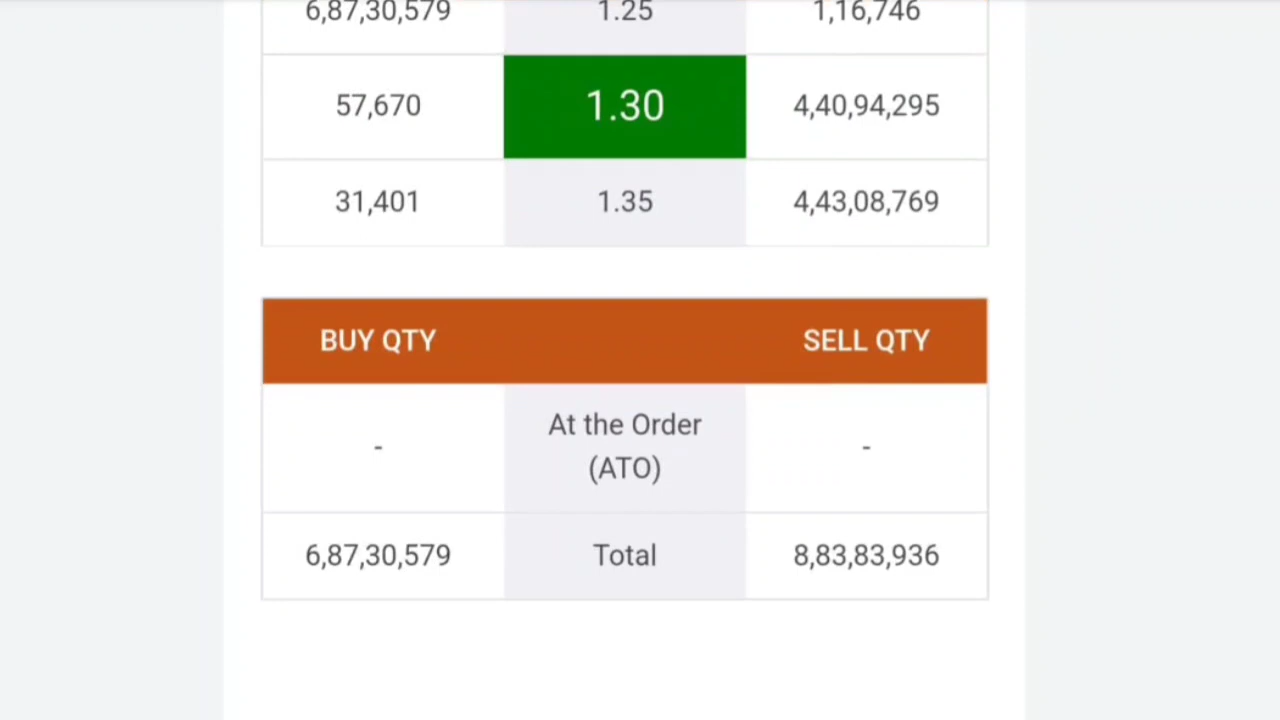 6,87,30,579 1.25 1,16,746
57,670 1.30 4,40,94,295
31,401 1.35 4,43,08,769
BUY QTY SELL QTY
- At the Order (ATO) -
6,87,30,579 Total 8,83,83,936